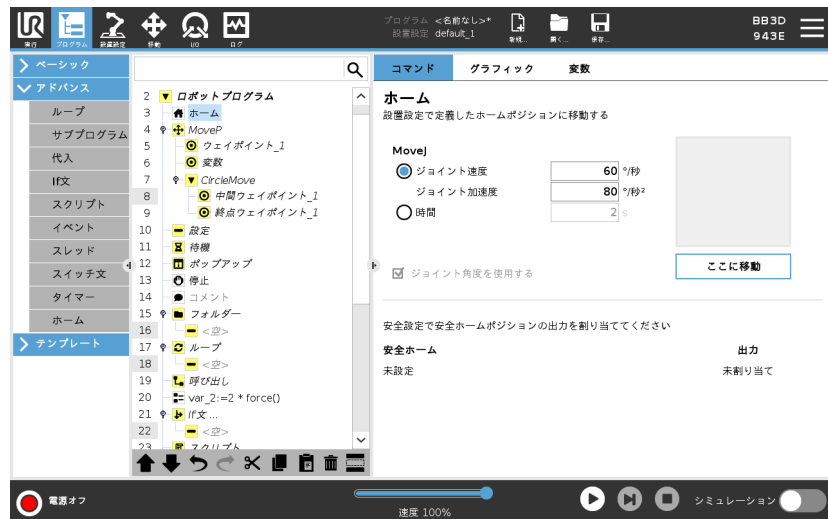 UR
実行
プログラム
設置設定
移動
I/O
ログ
プログラム <名前なし>*
設置設定 default_1
新規...
開く...
保存...
BB3D
943E
ベーシック
アドバンス
ループ
サブプログラム
代入
If文
スクリプト
イベント
スレッド
スイッチ文
タイマー
ホーム
テンプレート
2 ロボットプログラム
3 ホーム
4 MoveP
5 ウェイポイント_1
6 変数
7 CircleMove
8 中間ウェイポイント_1
9 終点ウェイポイント_1
10 設定
11 待機
12 ポップアップ
13 停止
14 コメント
15 フォルダー
16 <空>
17 ループ
18 <空>
19 呼び出し
20 var_2:=2 * force()
21 If文 ...
22 <空>
23 スクリプト
コマンド グラフィック 変数
ホーム
設置設定で定義したホームポジションに移動する
MoveJ
ジョイント速度 60 °/秒
ジョイント加速度 80 °/秒²
時間 2 s
ここに移動
ジョイント角度を使用する
安全設定で安全ホームポジションの出力を割り当ててください
安全ホーム 出力
未設定 未割り当て
電源オフ
速度 100%
シミュレーション